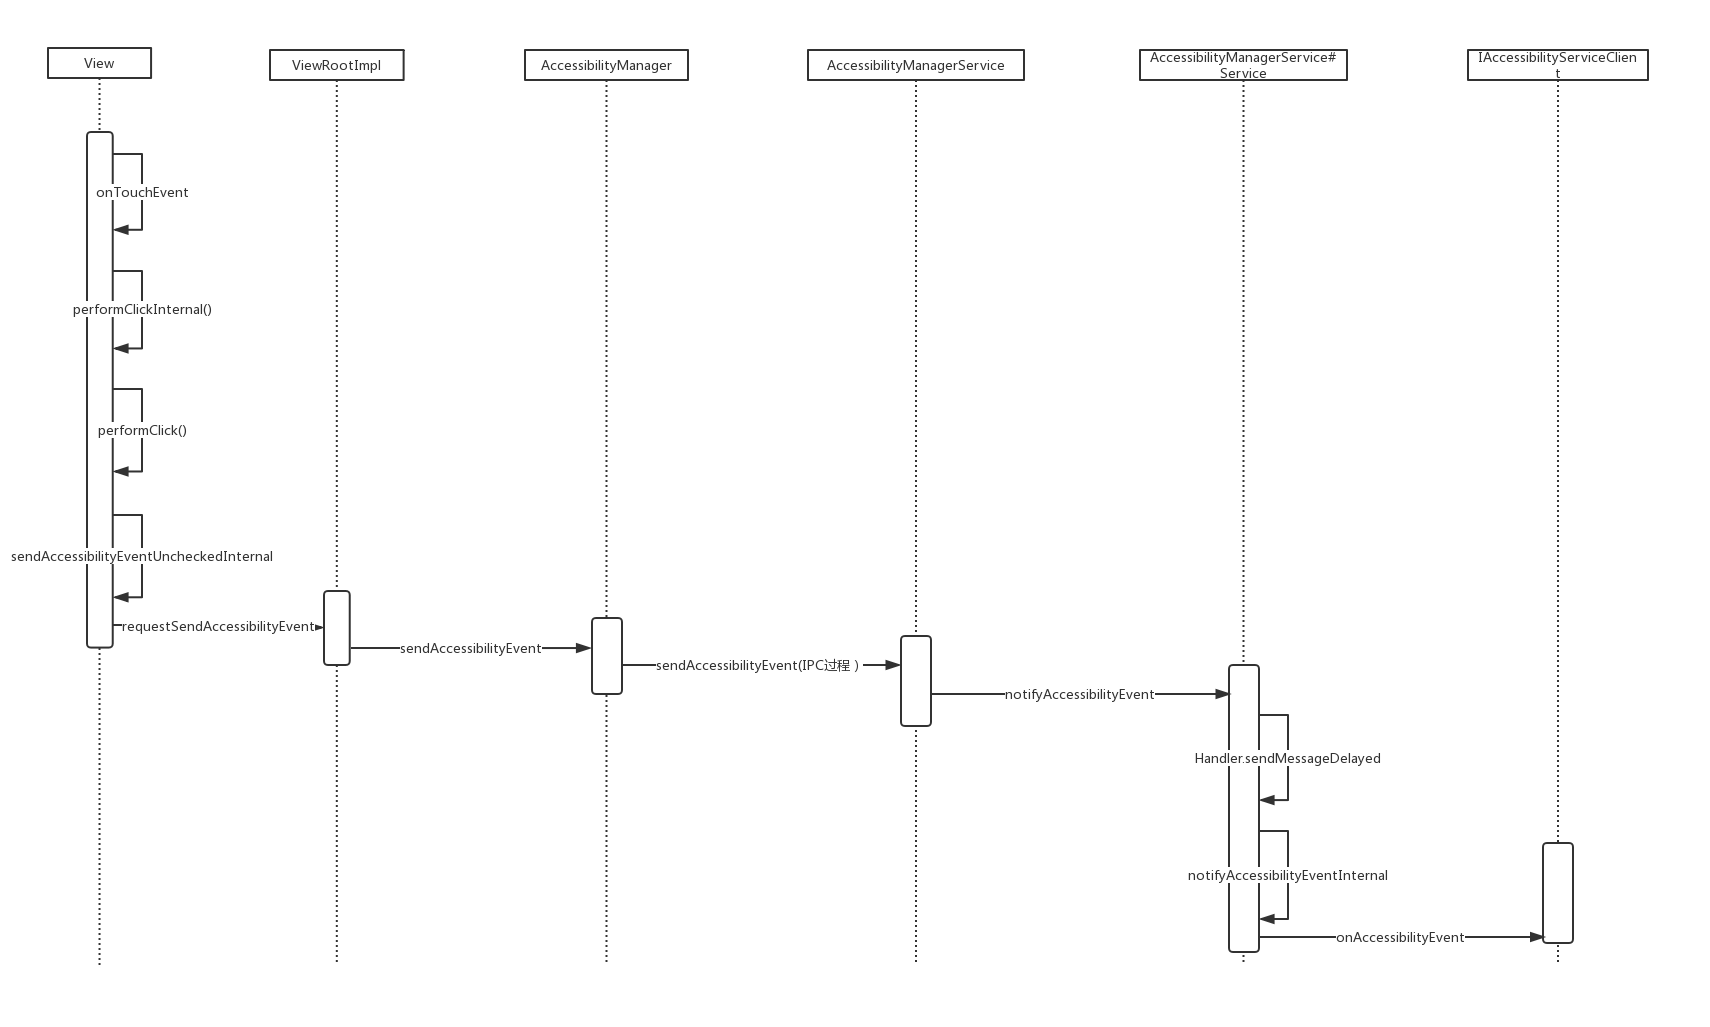 View
ViewRootImpl
AccessibilityManager
AccessibilityManagerService
AccessibilityManagerService#
Service
IAccessibilityServiceClien
t
onTouchEvent
performClickInternal()
performClick()
sendAccessibilityEventUncheckedInternal
requestSendAccessibilityEvent
sendAccessibilityEvent
sendAccessibilityEvent(IPC过程）
notifyAccessibilityEvent
Handler.sendMessageDelayed
notifyAccessibilityEventInternal
onAccessibilityEvent